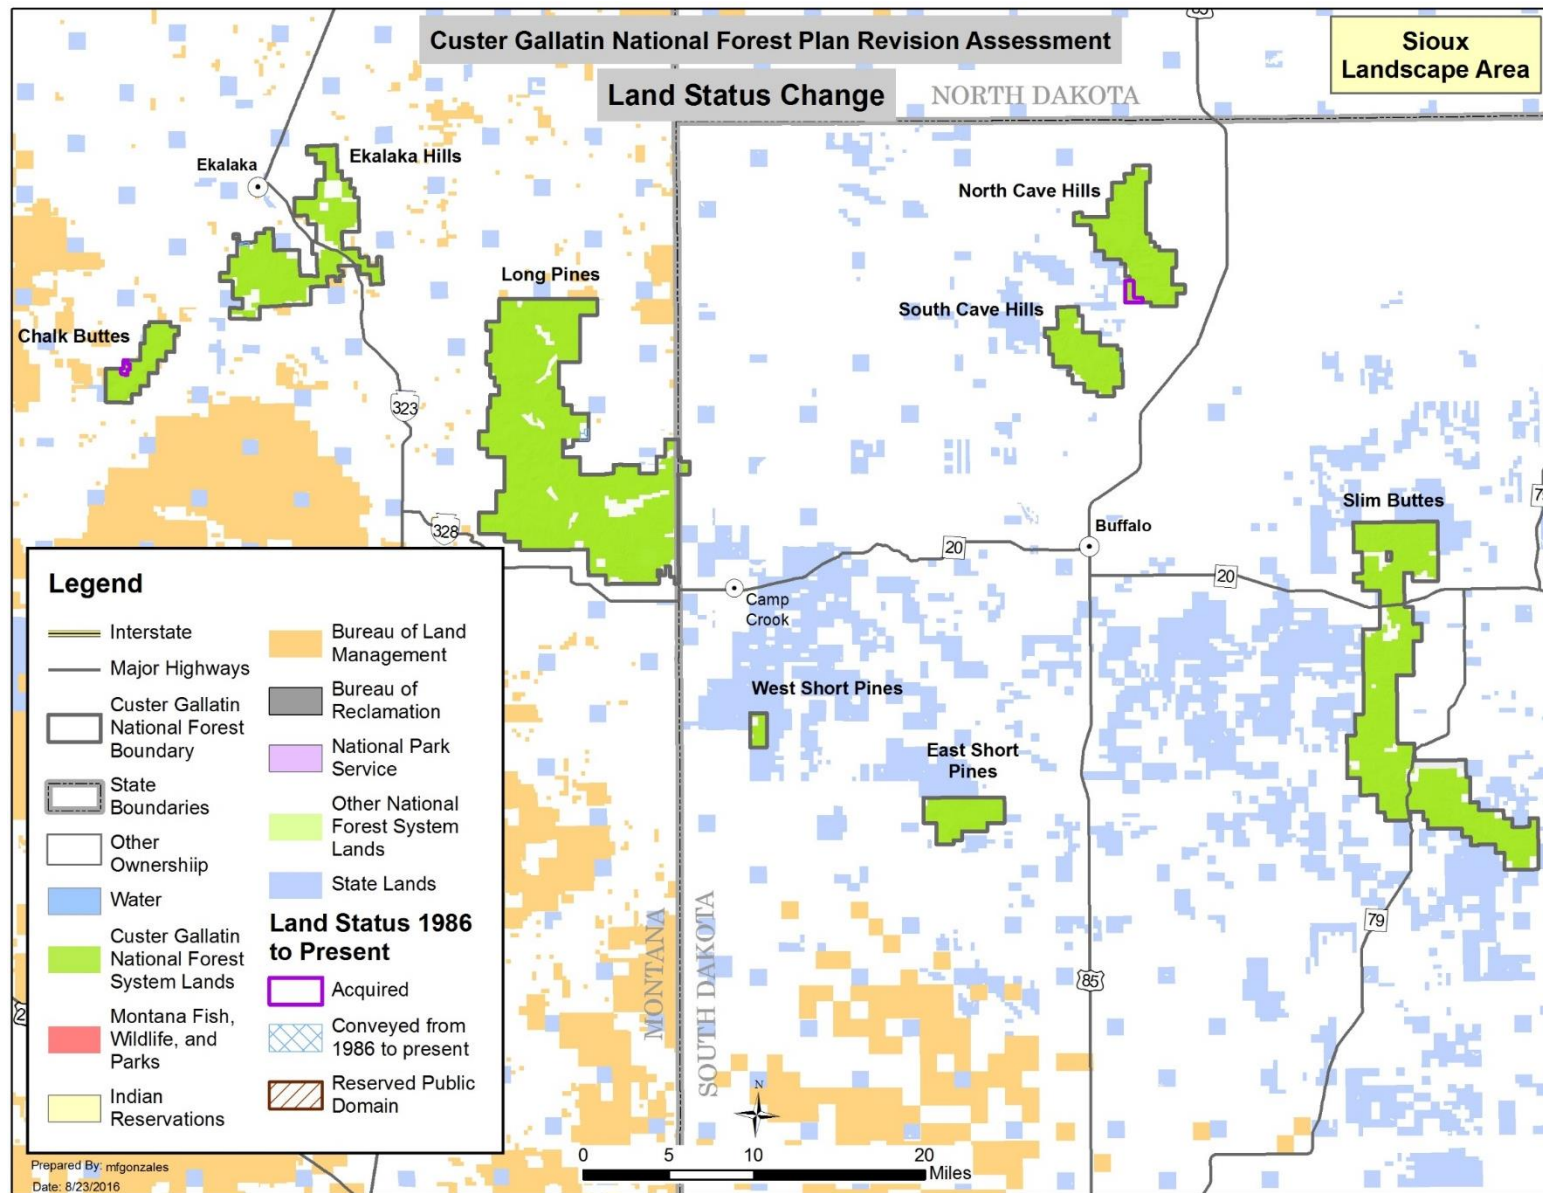 Custer Gallatin National Forest Plan Revision Assessment
Land Status Change
Sioux
Landscape Area
NORTH DAKOTA
85
Ekalaka
Ekalaka Hills
North Cave Hills
Long Pines
South Cave Hills
Chalk Buttes
323
328
Slim Buttes
Buffalo
20
20
Camp
Crook
West Short Pines
East Short
Pines
79
85
MONTANA
SOUTH DAKOTA
Legend
Interstate
Major Highways
Custer Gallatin
National Forest
Boundary
State
Boundaries
Other
Ownershiip
Water
Custer Gallatin
National Forest
System Lands
Montana Fish,
Wildlife, and
Parks
Indian
Reservations
Bureau of Land
Management
Bureau of
Reclamation
National Park
Service
Other National
Forest System
Lands
State Lands
Land Status 1986
to Present
Acquired
Conveyed from
1986 to present
Reserved Public
Domain
N
0 5 10 20
Miles
Prepared By: mfgonzales
Date: 8/23/2016